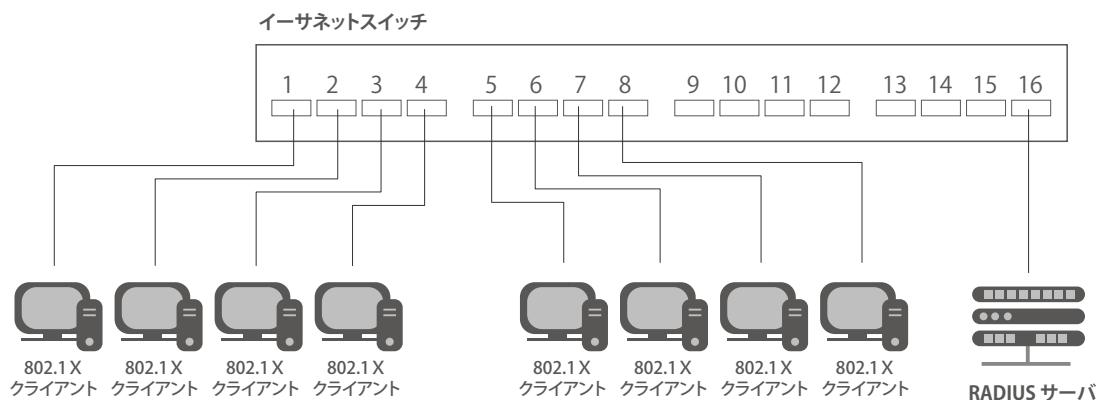 イーサネットスイッチ
1 2 3 4 5 6 7 8 9 10 11 12 13 14 15 16
802.1X 802.1X 802.1X 802.1X 802.1X 802.1X 802.1X 802.1X
クライアント クライアント クライアント クライアント クライアント クライアント クライアント クライアント
RADIUS サーバ